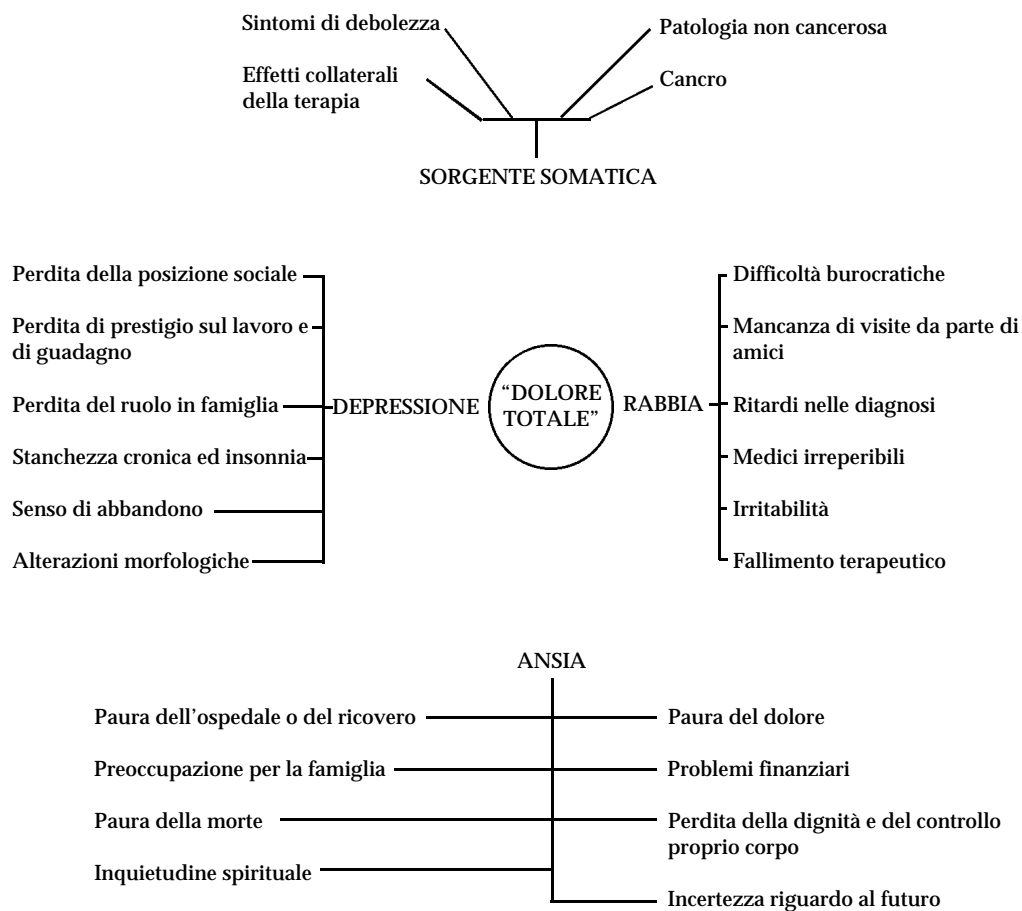 Sintomi di debolezza
Patologia non cancerosa
Effetti collaterali
della terapia
Cancro
SORGENTE SOMATICA
Perdita della posizione sociale
Perdita di prestigio sul lavoro e
di guadagno
Perdita del ruolo in famiglia
Stanchezza cronica ed insonnia
Senso di abbandono
Alterazioni morfologiche
DEPRESSIONE
“DOLORE
TOTALE”
RABBIA
Difficoltà burocratiche
Mancanza di visite da parte di
amici
Ritardi nelle diagnosi
Medici irreperibili
Irritabilità
Fallimento terapeutico
ANSIA
Paura dell'ospedale o del ricovero
Preoccupazione per la famiglia
Paura della morte
Inquietudine spirituale
Paura del dolore
Problemi finanziari
Perdita della dignità e del controllo
proprio corpo
Incertezza riguardo al futuro